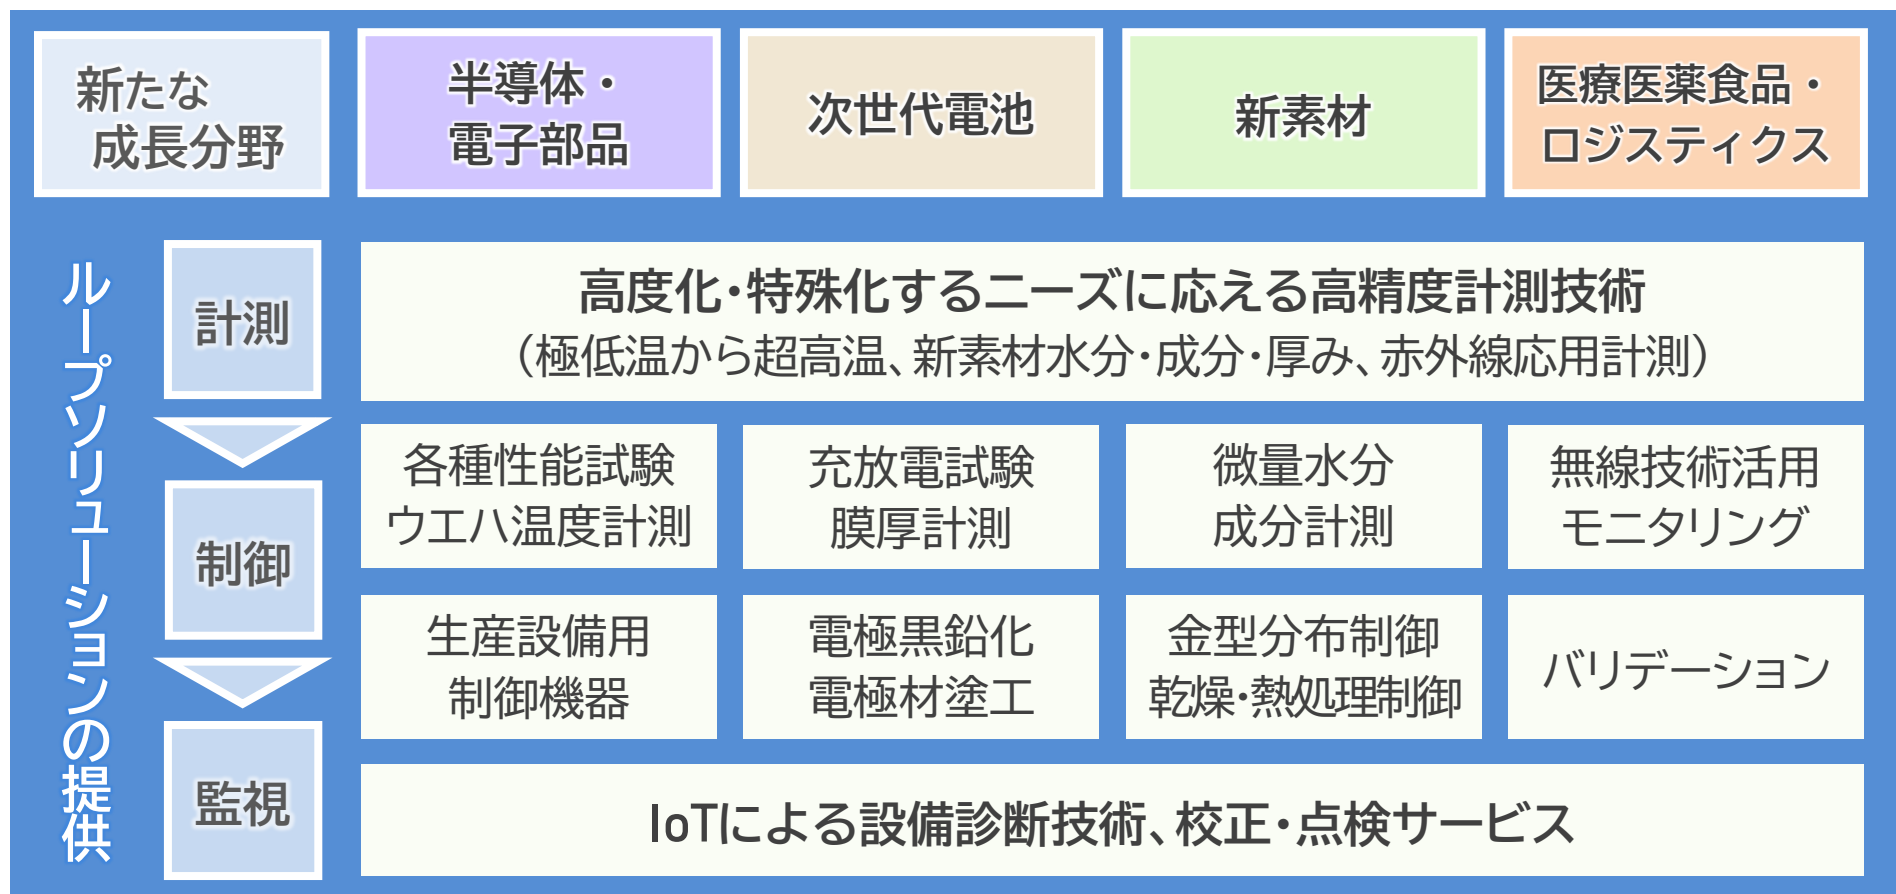 新たな
成長分野
半導体・
電子部品
次世代電池
新素材
医療医薬食品・
ロジスティクス
ループソリューションの提供
計測
制御
監視
高度化・特殊化するニーズに応える高精度計測技術
（極低温から超高温、新素材水分・成分・厚み、赤外線応用計測）
各種性能試験
ウエハ温度計測
充放電試験
膜厚計測
微量水分
成分計測
無線技術活用
モニタリング
生産設備用
制御機器
電極黒鉛化
電極材塗工
金型分布制御
乾燥・熱処理制御
バリデーション
IoTによる設備診断技術、校正・点検サービス